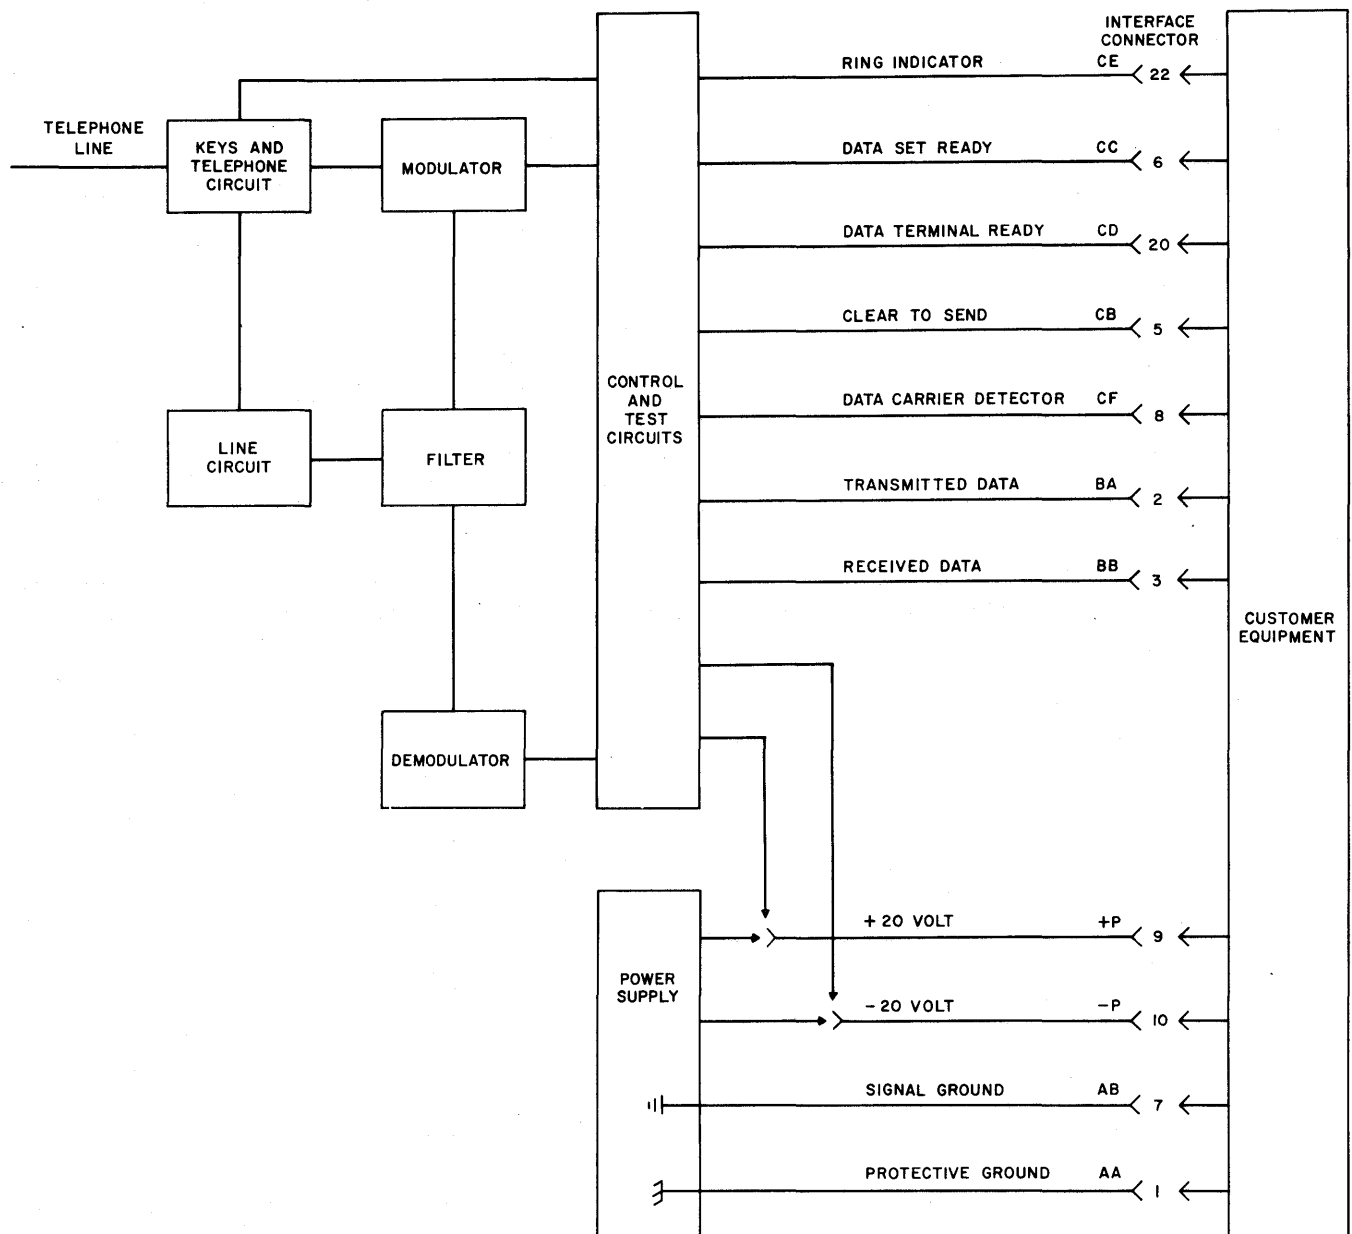 INTERFACE
CONNECTOR
RING INDICATOR CE 22
TELEPHONE
LINE
KEYS AND
TELEPHONE
CIRCUIT
MODULATOR
DATA SET READY CC 6
DATA TERMINAL READY CD 20
CLEAR TO SEND CB 5
CONTROL
AND
TEST
CIRCUITS
DATA CARRIER DETECTOR CF 8
LINE
CIRCUIT
FILTER
TRANSMITTED DATA BA 2
RECEIVED DATA BB 3
CUSTOMER
EQUIPMENT
DEMODULATOR
+20 VOLT +P 9
POWER
SUPPLY
-20 VOLT -P 10
SIGNAL GROUND AB 7
PROTECTIVE GROUND AA 1